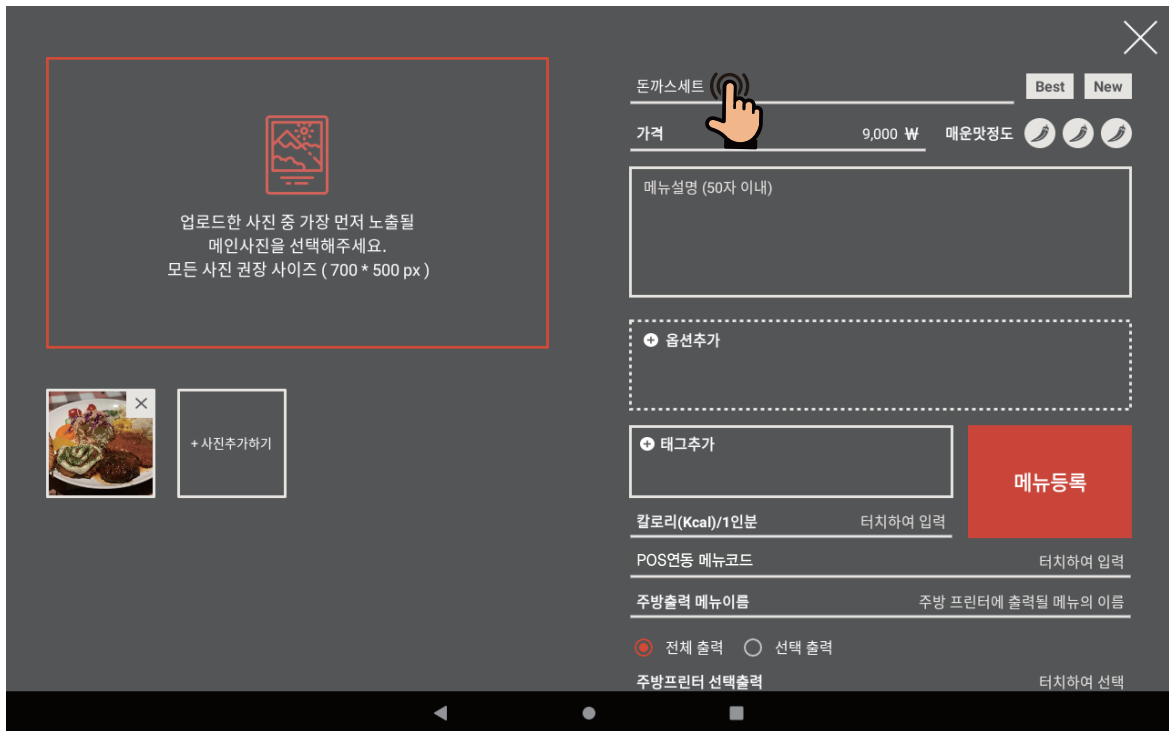 업로드한 사진 중 가장 먼저 노출될
메인사진을 선택해주세요.
모든 사진 권장 사이즈 ( 700 * 500 px )
+ 사진추가하기
돈까스세트
Best New
가격 9,000 ₩ 매운맛정도
메뉴설명 (50자 이내)
옵션추가
태그추가
메뉴등록
칼로리(Kcal)/1인분 터치하여 입력
POS연동 메뉴코드 터치하여 입력
주방출력 메뉴이름 주방 프린터에 출력될 메뉴의 이름
전체 출력 선택 출력
주방프린터 선택출력 터치하여 선택